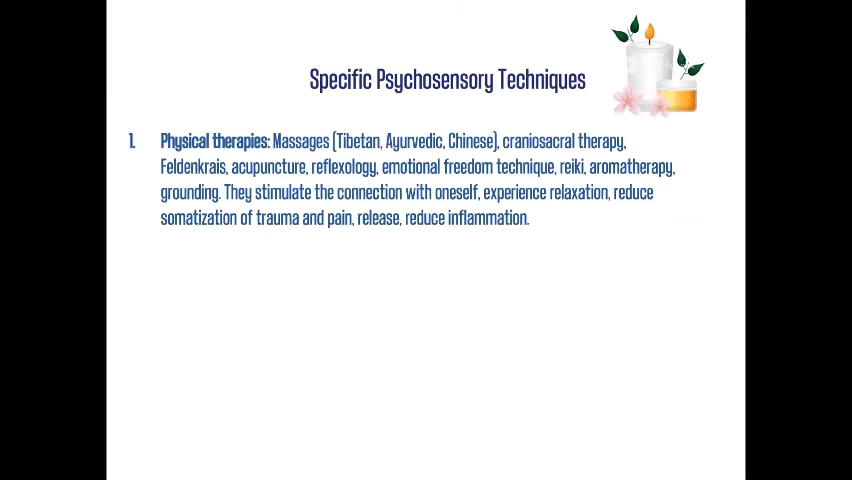 Specific Psychosensory Techniques
1. Physical therapies: Massages (Tibetan, Ayurvedic, Chinese), craniosacral therapy,
Feldenkrais, acupuncture, reflexology, emotional freedom technique, reiki, aromatherapy,
grounding. They stimulate the connection with oneself, experience relaxation, reduce
somatization of trauma and pain, release, reduce inflammation.